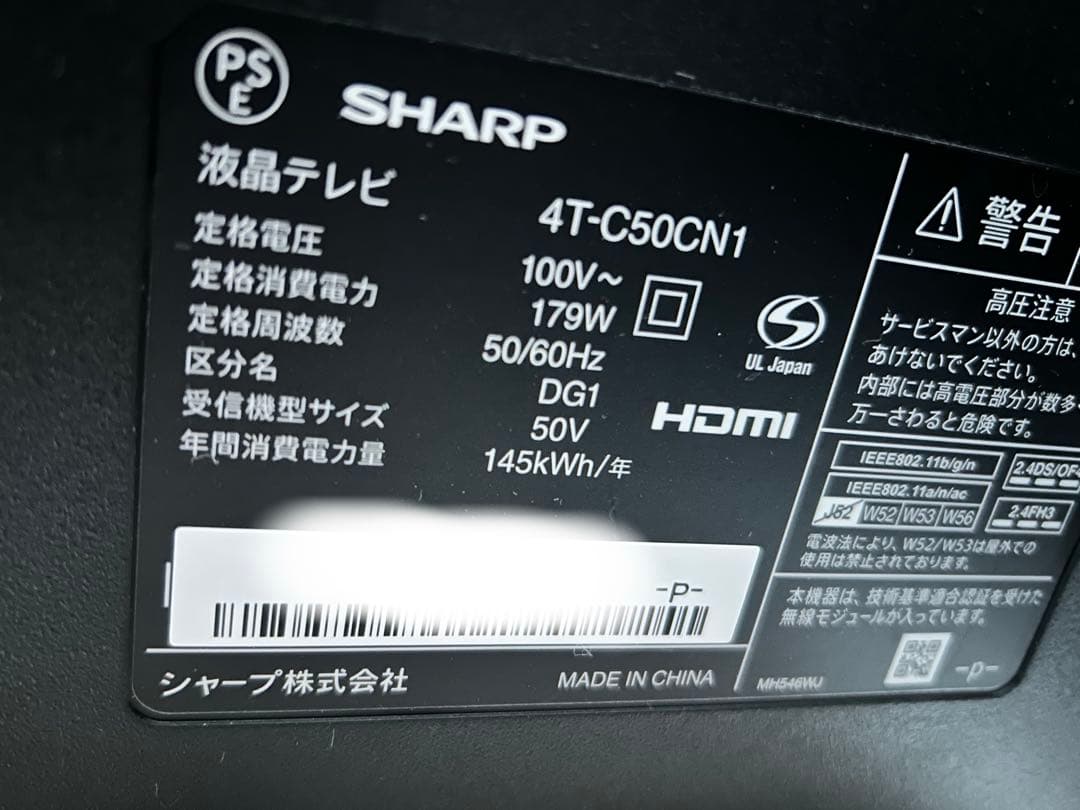 PSE
SHARP
液晶テレビ 4T-C50CN1
定格電圧 100V~
定格消費電力 179W
定格周波数 50/60Hz
区分名 DG1
受信機型サイズ 50V
年間消費電力量 145kWh/年
UL Japan
HDMI
-P-
シャープ株式会社 MADE IN CHINA
警告
高圧注意
サービスマン以外の方は、
あけないでください。
内部には高電圧部分が数多
万一さわると危険です。
IEEE802.11b/g/n
IEEE802.11a/n/ac
J52 W52 W53 W56
2.4DS/OF4
2.4FH3
電波法により、W52/W53は屋外での
使用は禁止されております。
本機器は、技術基準適合認証を受けた
無線モジュールが入っています。
MH546WU
-P-